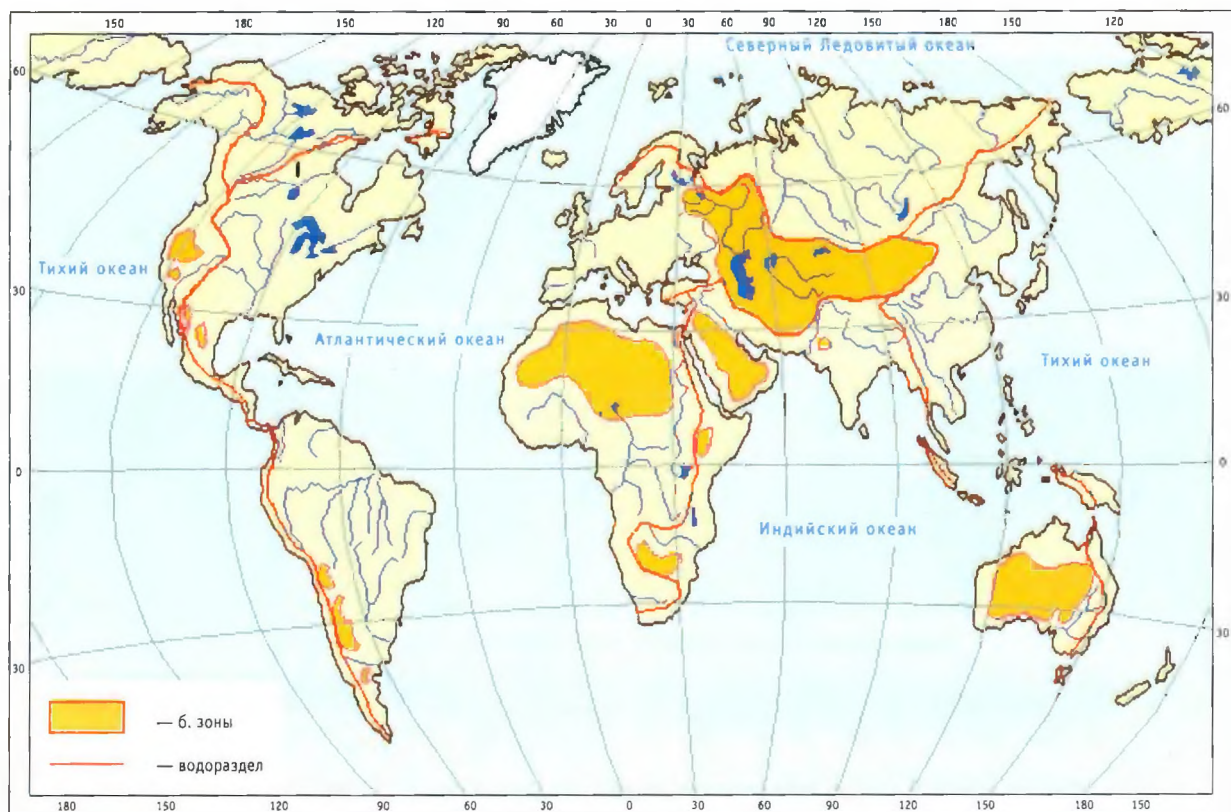 180 150 180 150 120 90 60 30 0 30 60 90 120 150 180 150 120
Северный Ледовитый океан
60 60
60
Тихий океан
30 30
Атлантический океан
Тихий океан
0 0
Индийский океан
30
30
— б. зоны
— водораздел
180 150 120 90 60 30 0 30 60 90 120 150 180 150